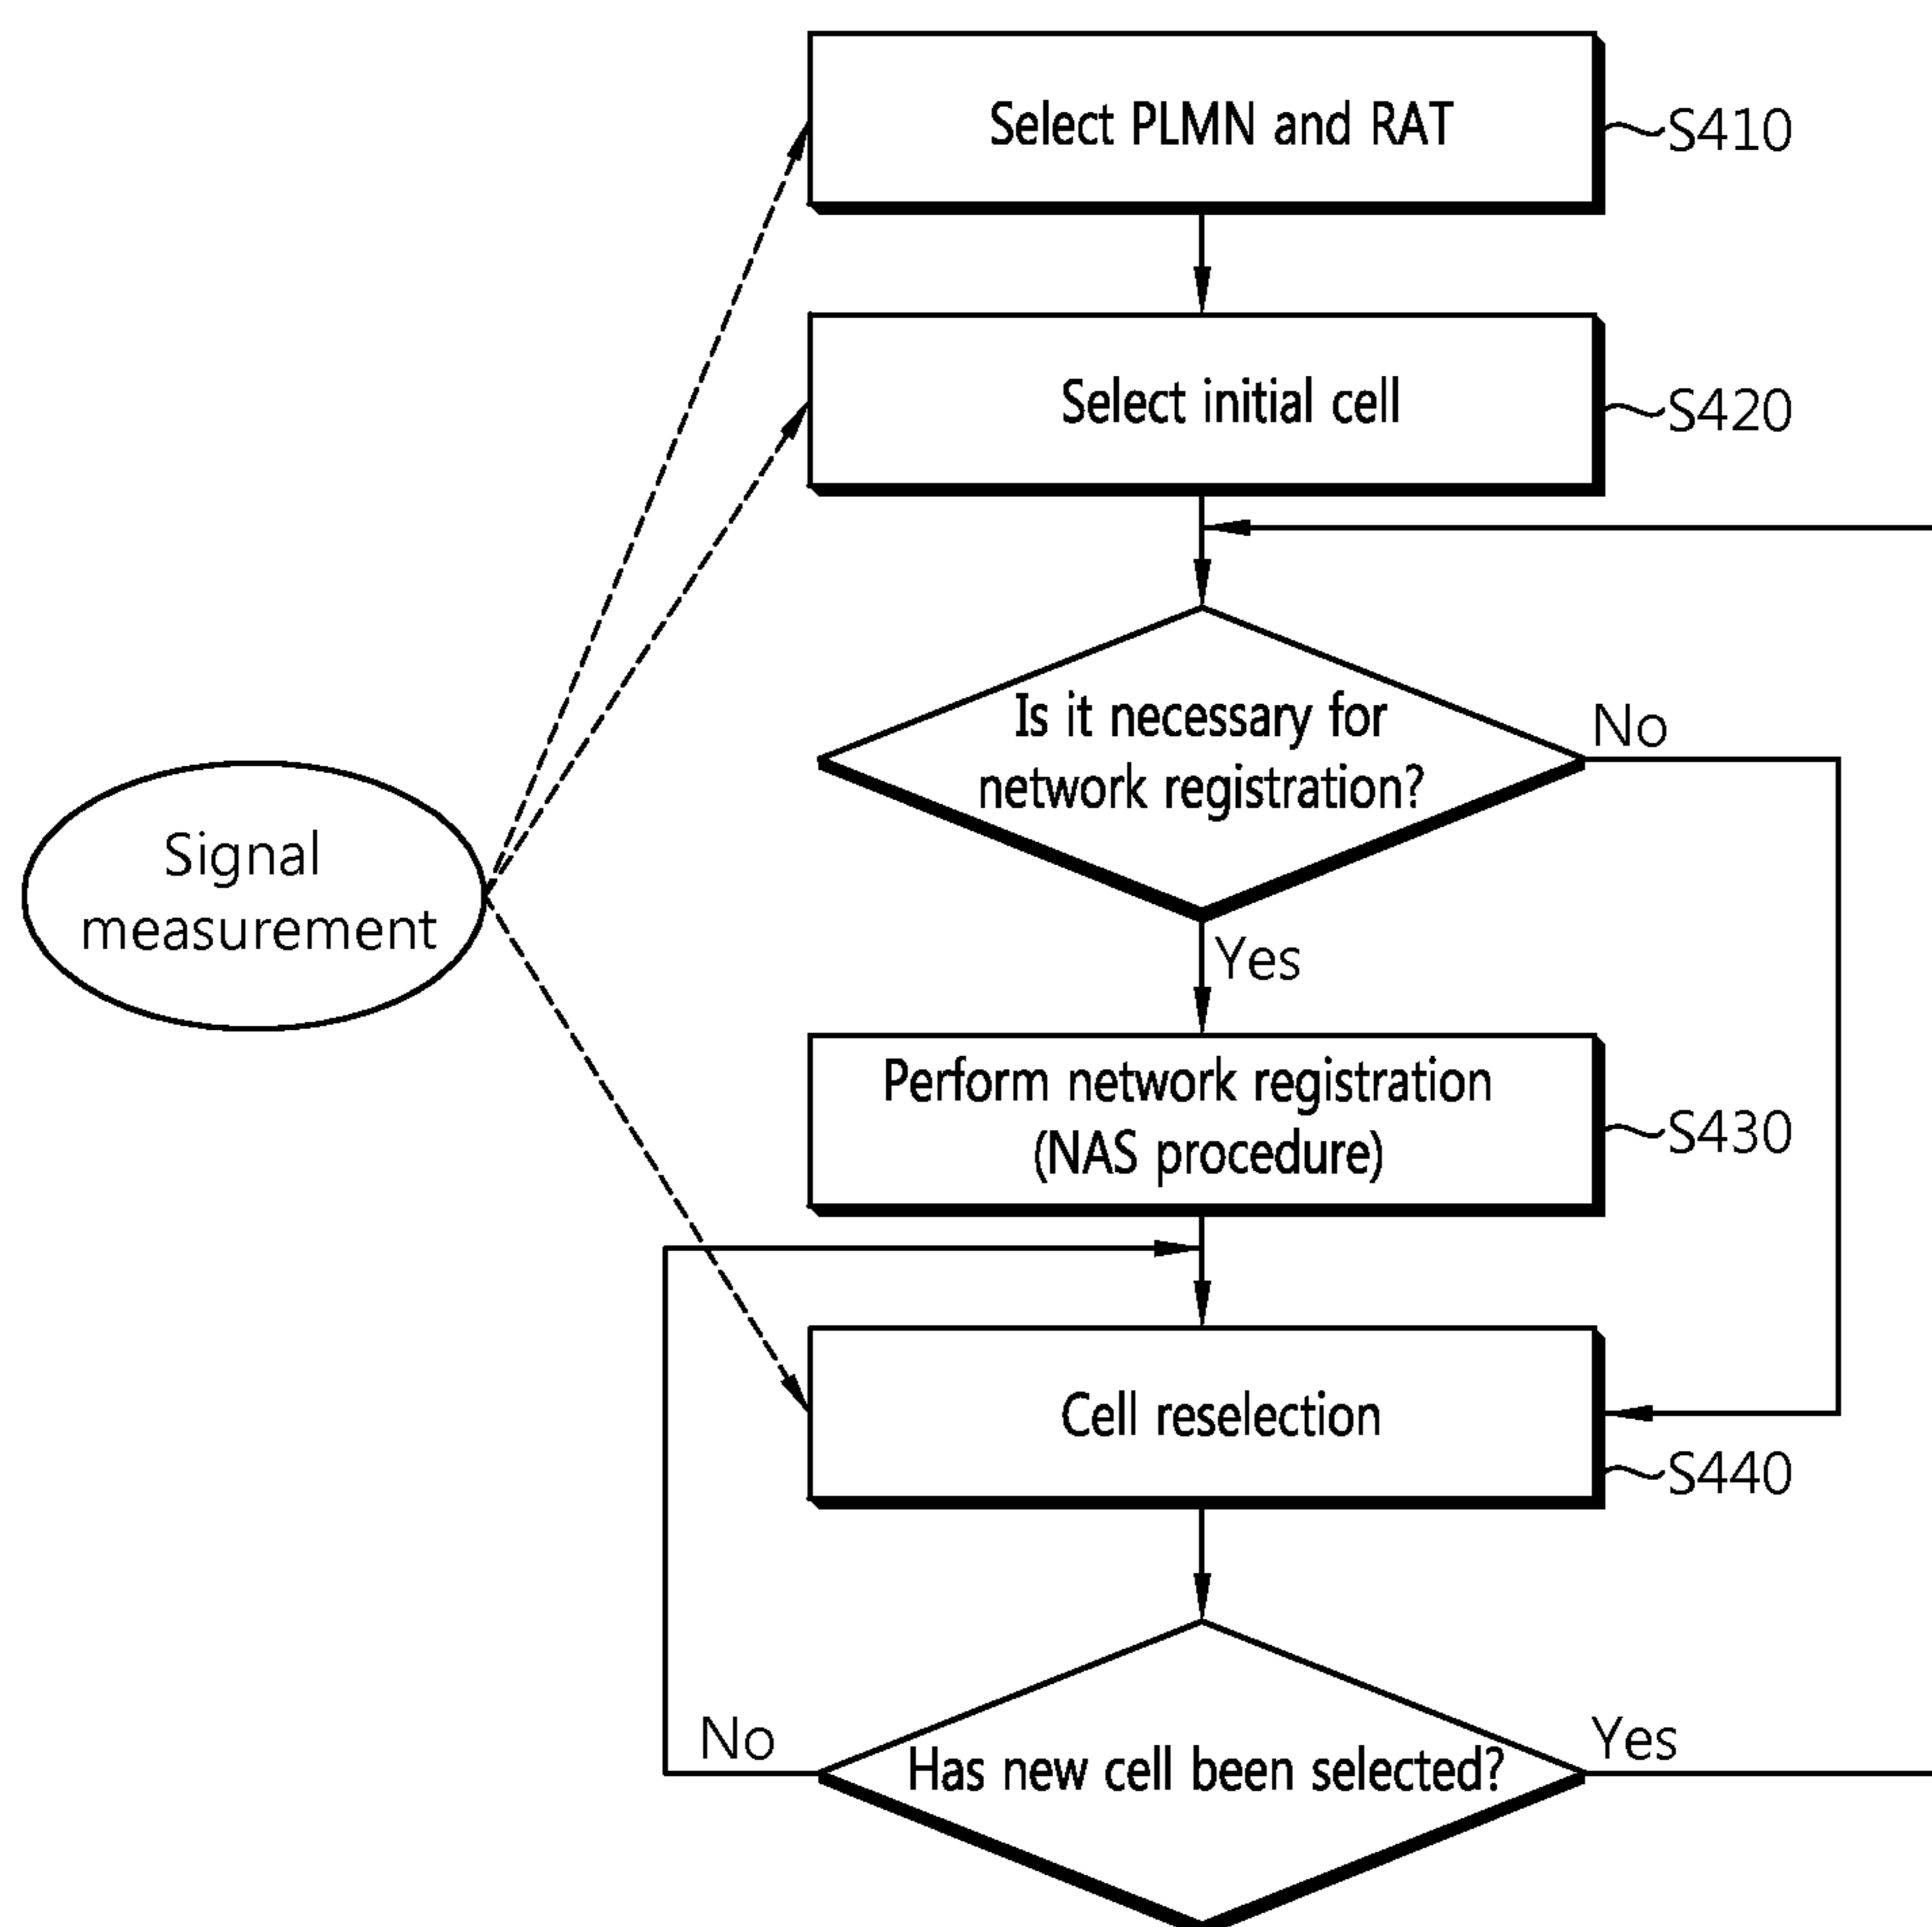 Select PLMN and RAT
S410
Select initial cell
S420
Is it necessary for
network registration?
No
Signal
measurement
Yes
Perform network registration
(NAS procedure)
S430
Cell reselection
S440
No
Has new cell been selected?
Yes